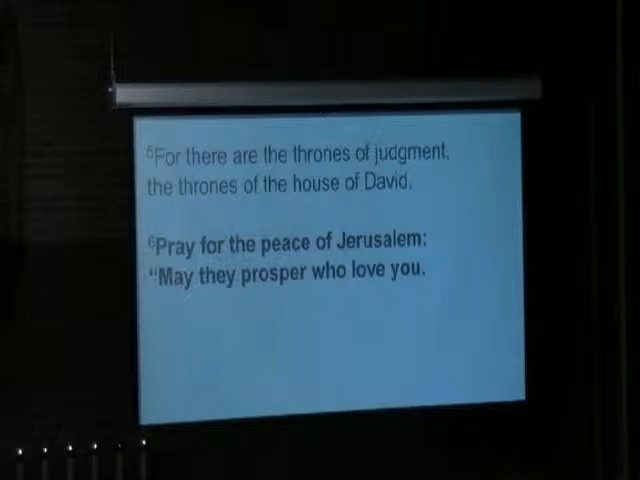 ⁵For there are the thrones of judgment,
the thrones of the house of David.
⁶Pray for the peace of Jerusalem:
"May they prosper who love you.